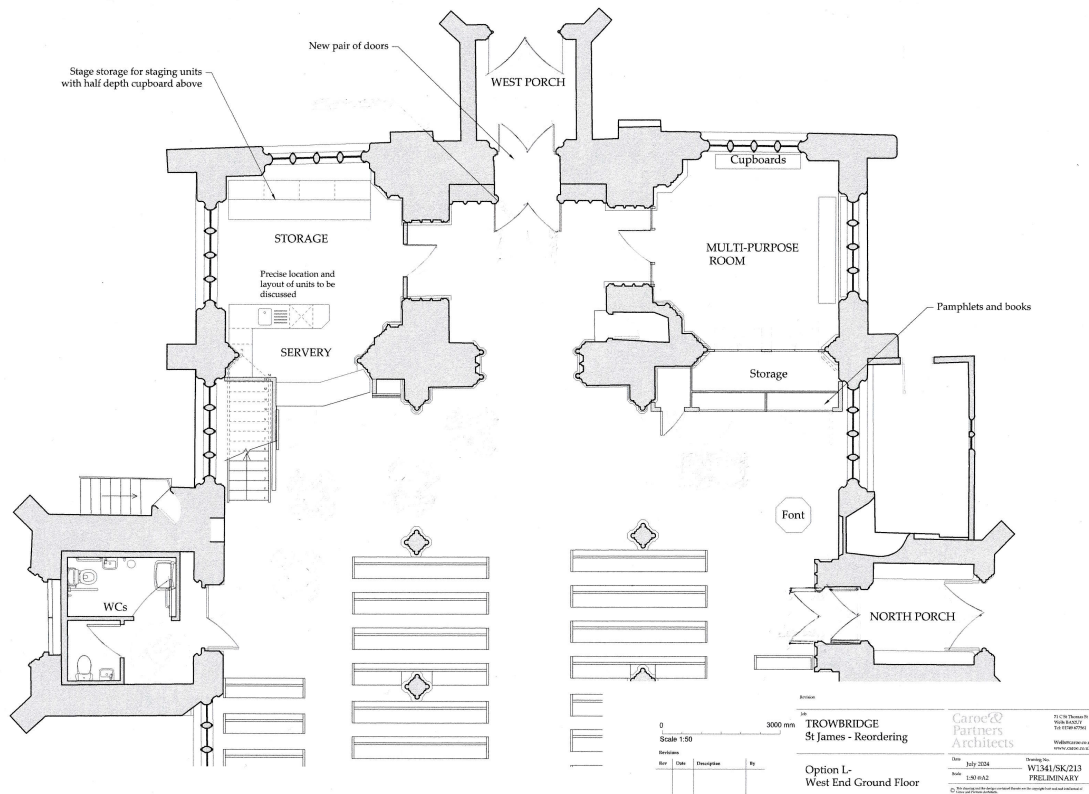 New pair of doors
Stage storage for staging units
with half depth cupboard above
WEST PORCH
Cupboards
STORAGE
MULTI-PURPOSE
ROOM
Precise location and
layout of units to be
discussed
Pamphlets and books
SERVERY
Storage
Font
WCs
NORTH PORCH
0 3000 mm
Scale 1:50
Revisions
Rev Date Description By
Revision
Job
TROWBRIDGE
St James - Reordering
Option L-
West End Ground Floor
Caroe &
Partners
Architects
Date
July 2024
Scale
1:50 @A2
Drawing No.
W1341/SK/213
PRELIMINARY